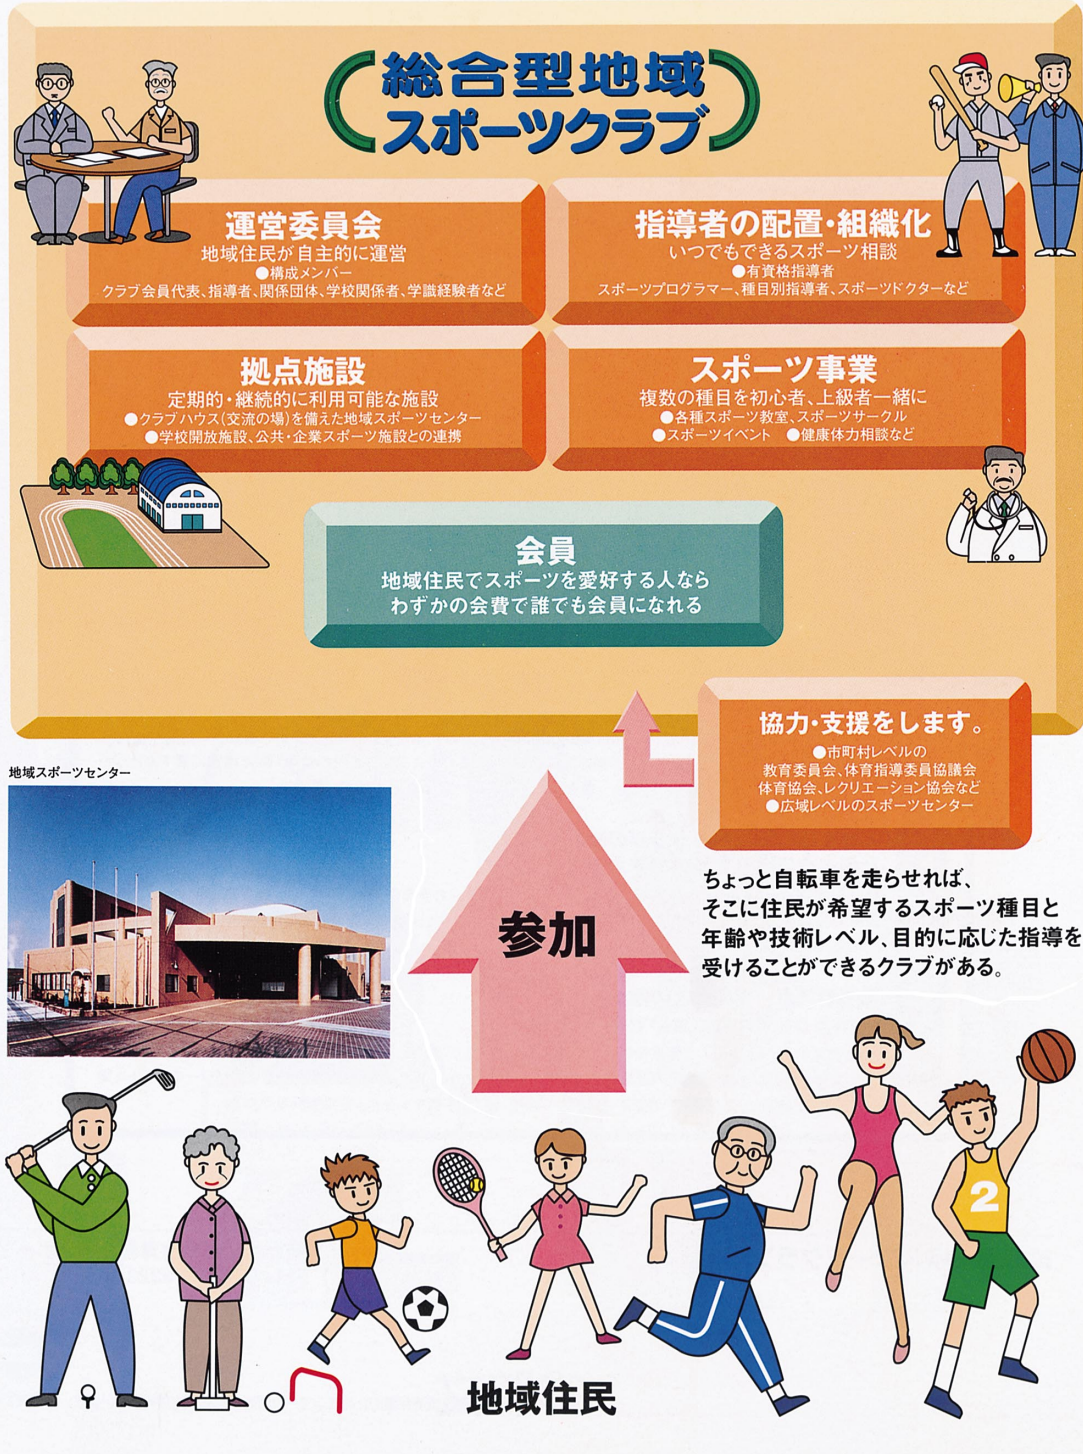 総合型地域
スポーツクラブ
運営委員会
地域住民が自主的に運営
●構成メンバー
クラブ会員代表、指導者、関係団体、学校関係者、学識経験者など
指導者の配置・組織化
いつでもできるスポーツ相談
●有資格指導者
スポーツプログラマー、種目別指導者、スポーツドクターなど
拠点施設
定期的・継続的に利用可能な施設
●クラブハウス(交流の場)を備えた地域スポーツセンター
●学校開放施設、公共・企業スポーツ施設との連携
スポーツ事業
複数の種目を初心者、上級者一緒に
●各種スポーツ教室、スポーツサークル
●スポーツイベント ●健康体力相談など
会員
地域住民でスポーツを愛好する人なら
わずかの会費で誰でも会員になれる
協力・支援をします。
●市町村レベルの
教育委員会、体育指導委員協議会
体育協会、レクリエーション協会など
●広域レベルのスポーツセンター
地域スポーツセンター
参加
ちょっと自転車を走らせれば、
そこに住民が希望するスポーツ種目と
年齢や技術レベル、目的に応じた指導を
受けることができるクラブがある。
2
地域住民